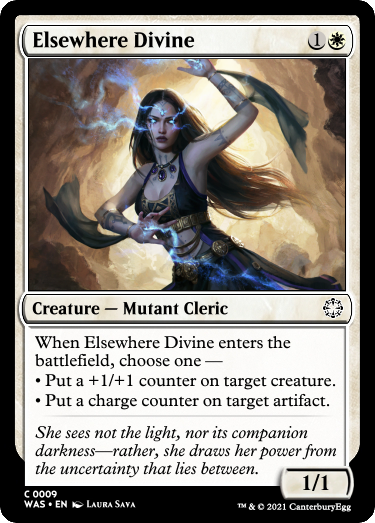 Elsewhere Divine 1
Creature — Mutant Cleric
When Elsewhere Divine enters the
battlefield, choose one —
• Put a +1/+1 counter on target creature.
• Put a charge counter on target artifact.
She sees not the light, nor its companion
darkness—rather, she draws her power from
the uncertainty that lies between.
1/1
C 0009
WAS • EN Laura Sava
™ & © 2021 CanterburyEgg